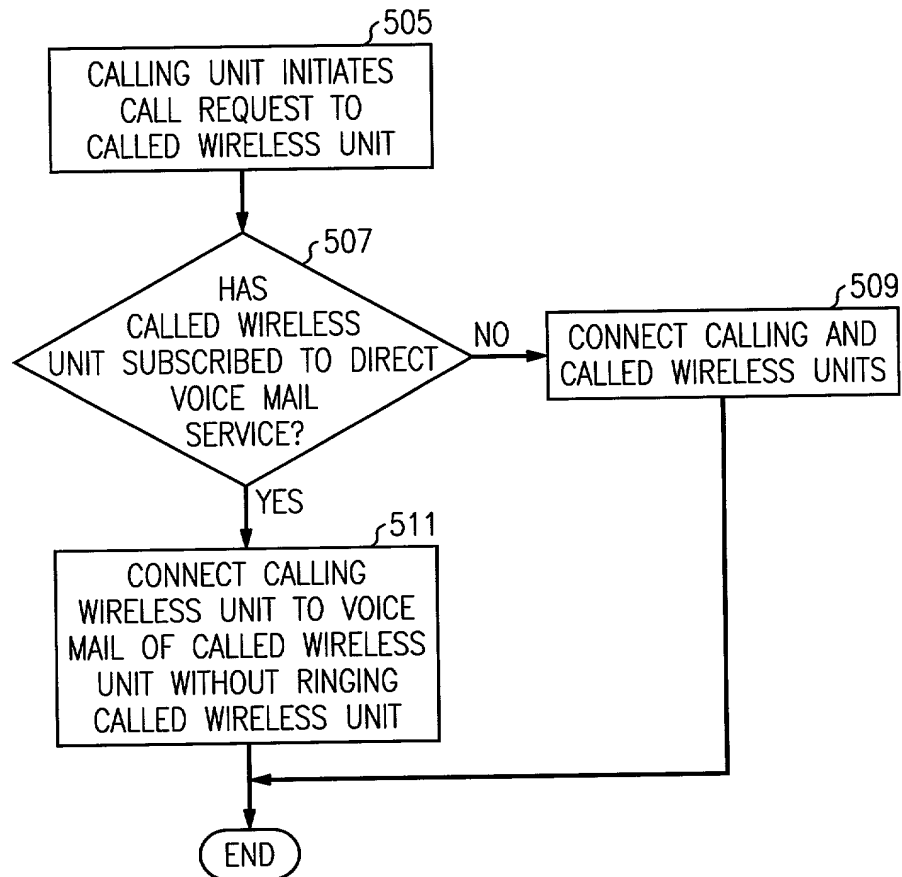 505
CALLING UNIT INITIATES
CALL REQUEST TO
CALLED WIRELESS UNIT
507
HAS
CALLED WIRELESS
UNIT SUBSCRIBED TO DIRECT
VOICE MAIL
SERVICE?
NO
509
CONNECT CALLING AND
CALLED WIRELESS UNITS
YES
511
CONNECT CALLING
WIRELESS UNIT TO VOICE
MAIL OF CALLED WIRELESS
UNIT WITHOUT RINGING
CALLED WIRELESS UNIT
END